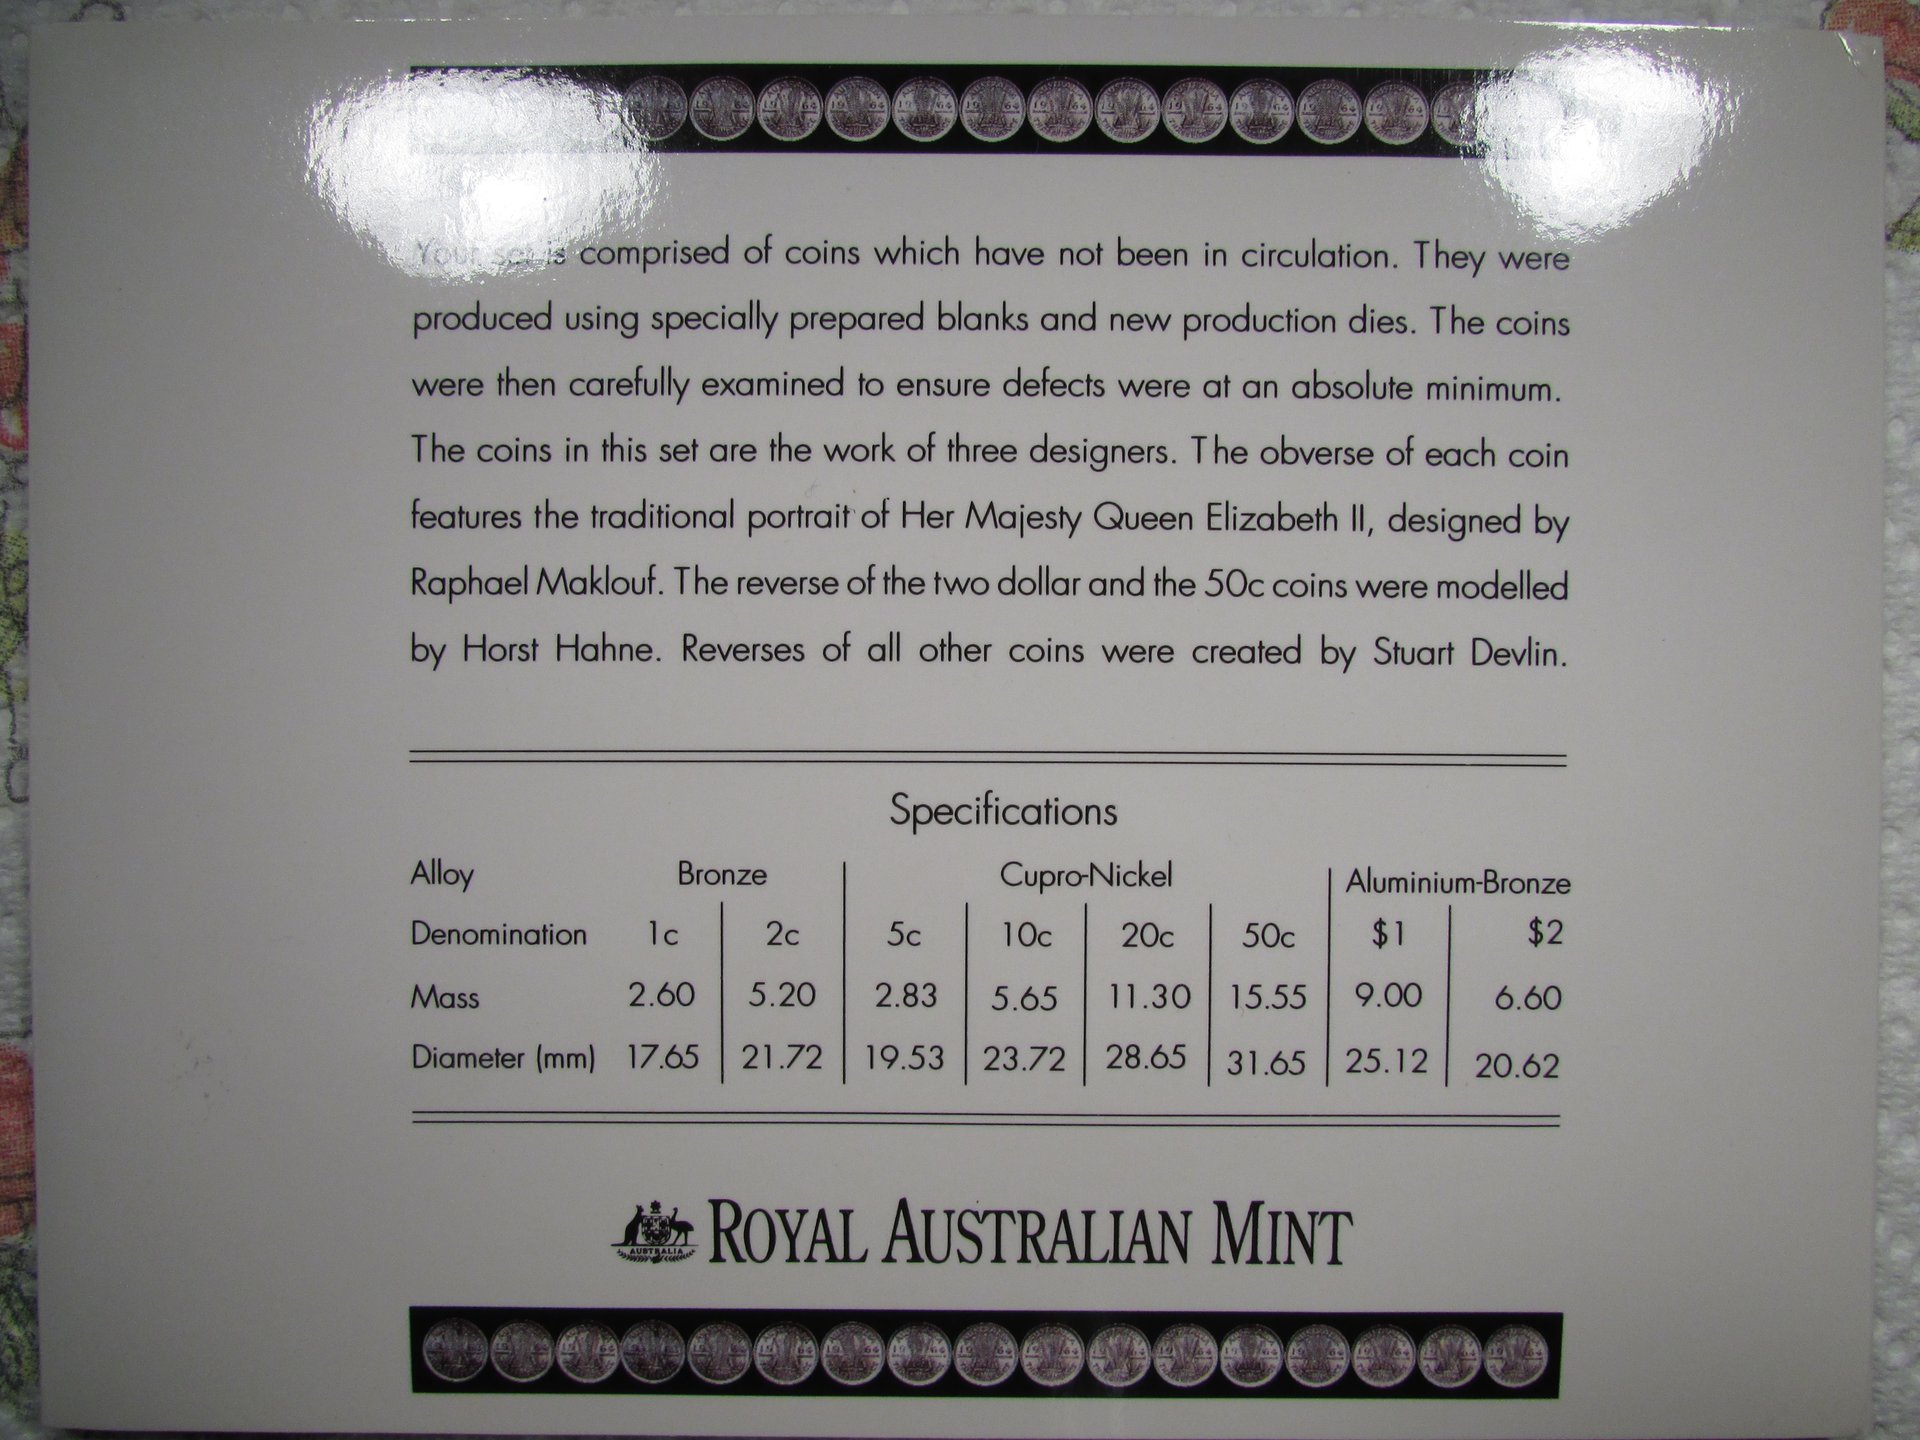 Your set is comprised of coins which have not been in circulation. They were
produced using specially prepared blanks and new production dies. The coins
were then carefully examined to ensure defects were at an absolute minimum.
The coins in this set are the work of three designers. The obverse of each coin
features the traditional portrait of Her Majesty Queen Elizabeth II, designed by
Raphael Maklouf. The reverse of the two dollar and the 50c coins were modelled
by Horst Hahne. Reverses of all other coins were created by Stuart Devlin.
Specifications
Alloy Bronze Cupro-Nickel Aluminium-Bronze
Denomination 1c 2c 5c 10c 20c 50c $1 $2
Mass 2.60 5.20 2.83 5.65 11.30 15.55 9.00 6.60
Diameter (mm) 17.65 21.72 19.53 23.72 28.65 31.65 25.12 20.62
AUSTRALIA
ROYAL AUSTRALIAN MINT